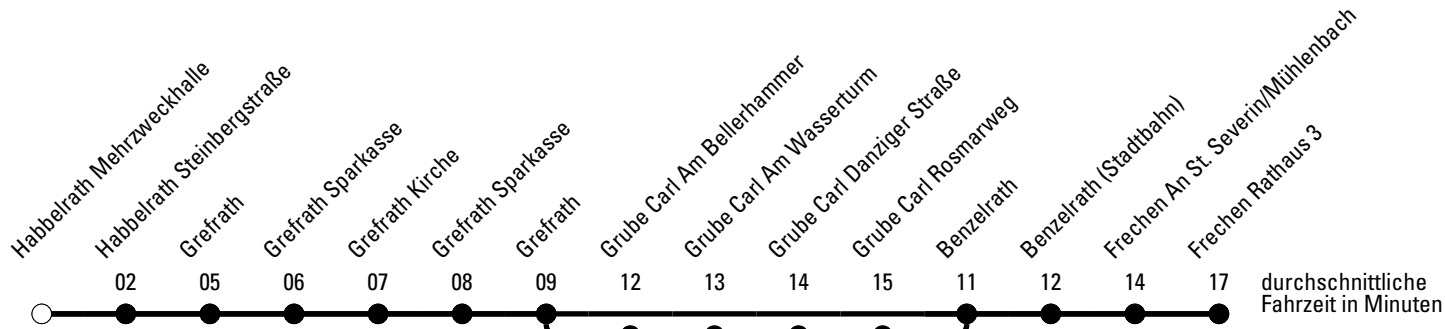 Habbelrath Mehrzweckhalle
Habbelrath Steinbergstraße
Grefrath
Grefrath Sparkasse
Grefrath Kirche
Grefrath Sparkasse
Grefrath
Grube Carl Am Bellerhammer
Grube Carl Am Wasserturm
Grube Carl Danziger Straße
Grube Carl Rosmarweg
Benzelrath
Benzelrath (Stadtbahn)
Frechen An St. Severin/Mühlenbach
Frechen Rathaus 3
02 05 06 07 08 09 12 13 14 15 11 12 14 17
durchschnittliche
Fahrzeit in Minuten